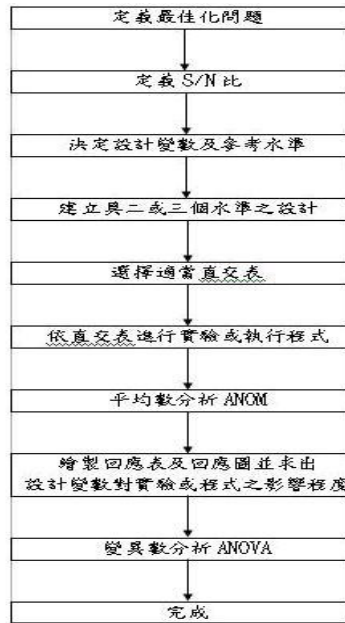 定義最佳化問題
定義 S/N 比
決定設計變數及參考水準
建立具二或三個水準之設計
選擇適當直交表
依直交表進行實驗或執行程式
平均數分析 ANOM
繪製回應表及回應圖並求出
設計變數對實驗或程式之影響程度
變異數分析 ANOVA
完成